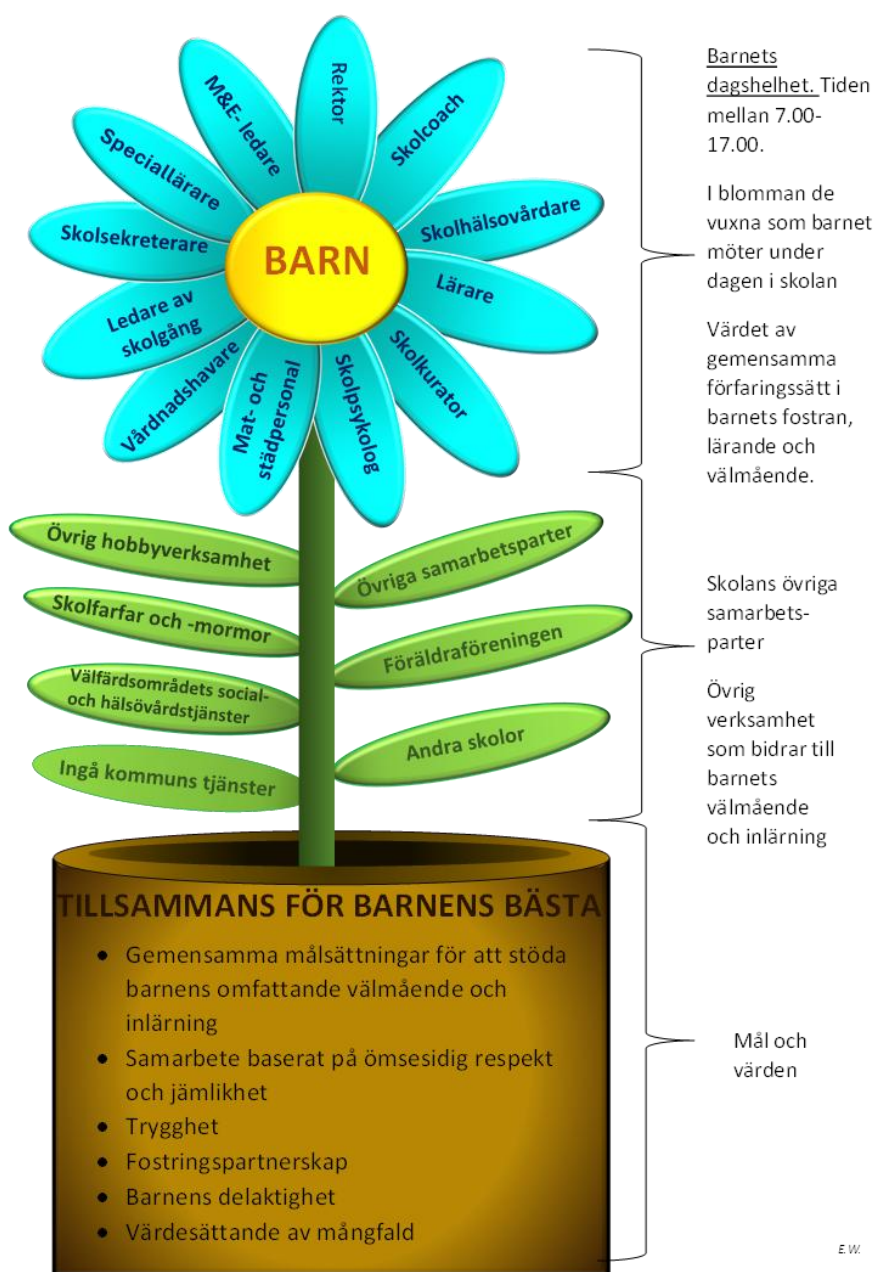 Rektor
Skolcoach
Skolhälsovårdare
Lärare
Skolkurator
Skolpsykolog
Mat- och
städpersonal
Vårdnadshavare
Ledare av
skolgång
Skolsekreterare
Speciallärare
M&E- ledare
BARN
Övrig hobbyverksamhet
Skolfarfar och -mormor
Välfärdsområdets social-
och hälsövårdstjänster
Ingå kommuns tjänster
Övriga samarbetsparter
Föräldraföreningen
Andra skolor
TILLSAMMANS FÖR BARNENS BÄSTA
• Gemensamma målsättningar för att stöda
barnens omfattande välmående och
inlärning
• Samarbete baserat på ömsesidig respekt
och jämlikhet
• Trygghet
• Fostringspartnerskap
• Barnens delaktighet
• Värdesättande av mångfald
Barnets
dagshelhet. Tiden
mellan 7.00-
17.00.
I blomman de
vuxna som barnet
möter under
dagen i skolan
Värdet av
gemensamma
förfaringssätt i
barnets fostran,
lärande och
välmående.
Skolans övriga
samarbets-
parter
Övrig
verksamhet
som bidrar till
barnets
välmående
och inlärning
Mål och
värden
E.W.